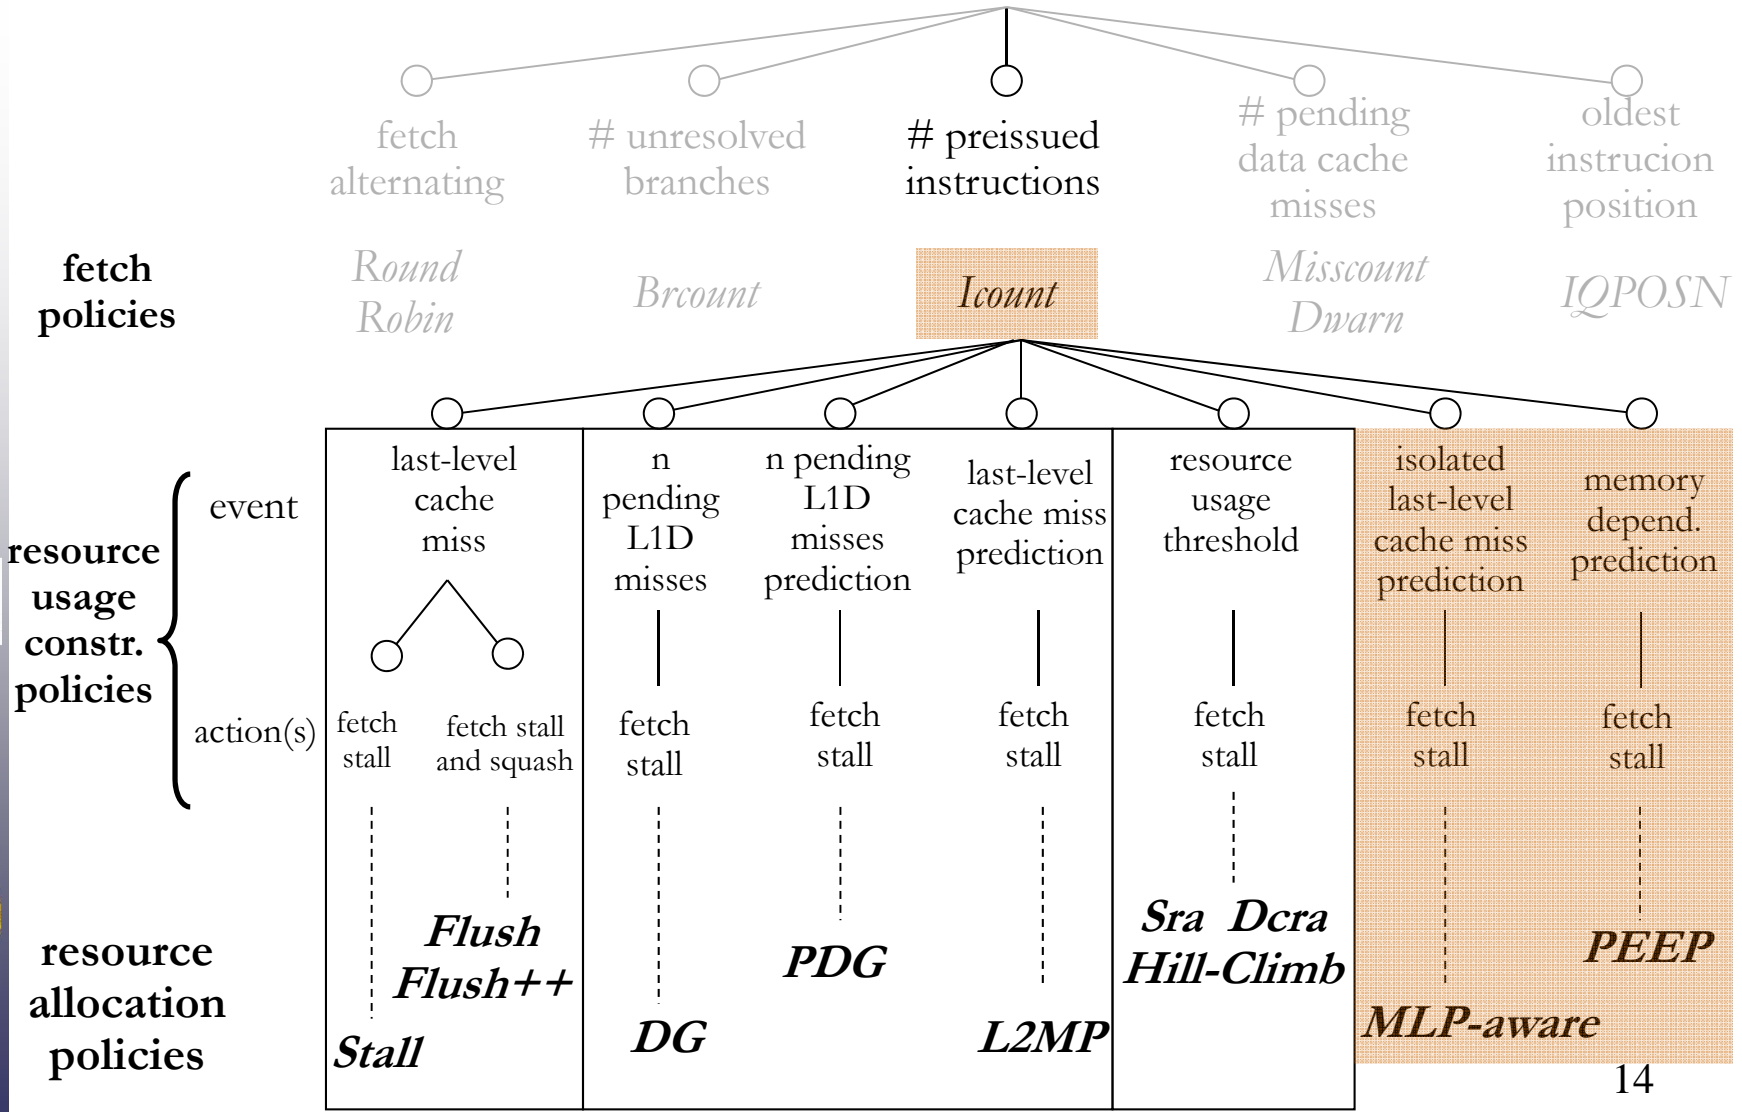 fetch
alternating
# unresolved
branches
# preissued
instructions
# pending
data cache
misses
oldest
instrucion
position
fetch
policies
Round
Robin
Brcount
Icount
Misscount
Dwarn
IQPOSN
resource
usage
constr.
policies
event
last-level
cache
miss
n
pending
L1D
misses
n pending
L1D
misses
prediction
last-level
cache miss
prediction
resource
usage
threshold
isolated
last-level
cache miss
prediction
memory
depend.
prediction
action(s)
fetch
stall
fetch stall
and squash
fetch
stall
fetch
stall
fetch
stall
fetch
stall
fetch
stall
fetch
stall
resource
allocation
policies
Stall
Flush
Flush++
DG
PDG
L2MP
Sra Dcra
Hill-Climb
MLP-aware
PEEP
14